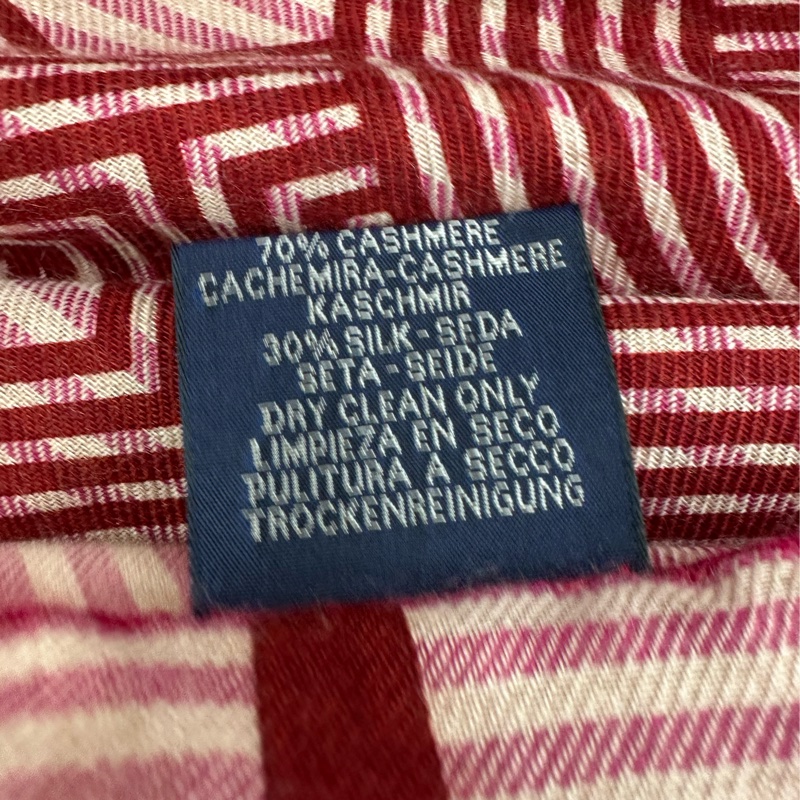 70% CASHMERE
CACHEMIRA-CASHMERE
KASCHMIR
30% SILK-SEDA
SETA-SEIDE
DRY CLEAN ONLY
LIMPIEZA EN SECO
PULITURA A SECCO
TROCKENREINIGUNG